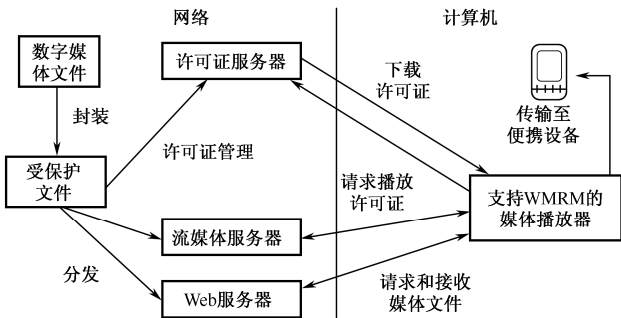 网络
计算机
数字媒
体文件
许可证服务器
下载
许可证
封装
传输至
便携设备
许可证管理
受保护
文件
请求播放
许可证
支持WMRM的
媒体播放器
流媒体服务器
分发
Web服务器
请求和接收
媒体文件